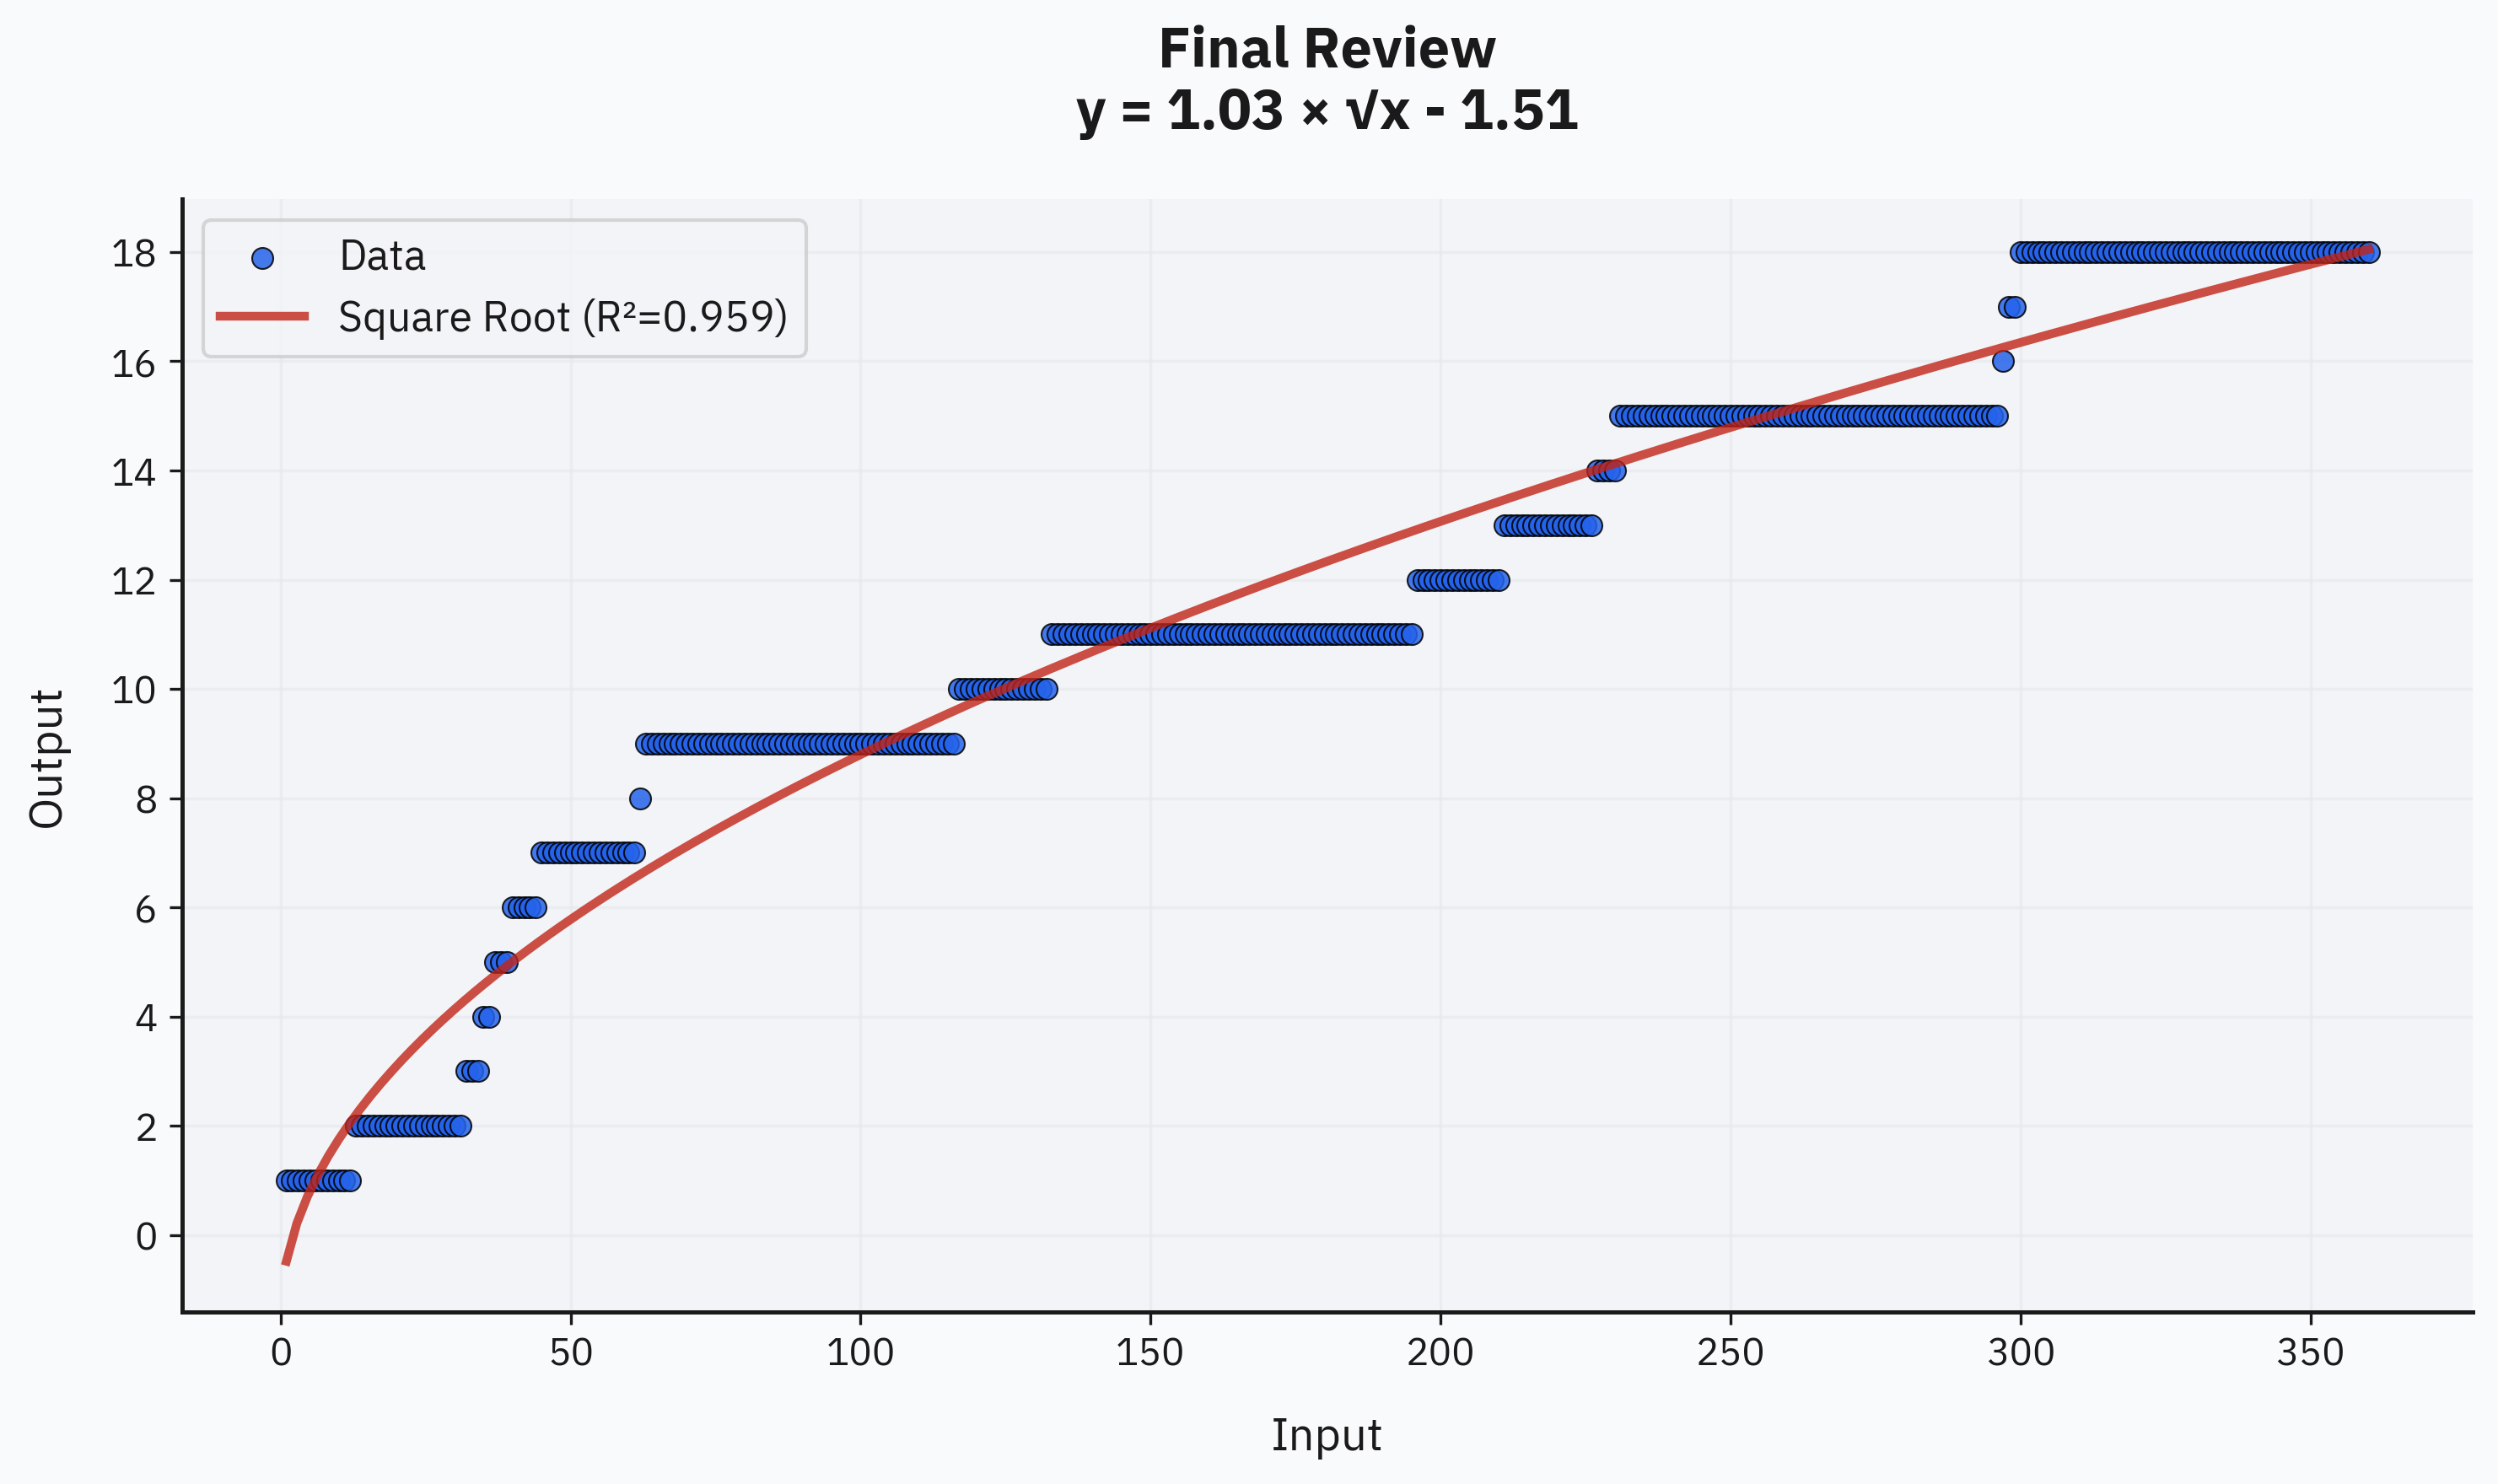 Final Review
y = 1.03 × √x - 1.51
Data
Square Root (R²=0.959)
18
16
14
12
10
8
6
4
2
0
Output
0 50 100 150 200 250 300 350
Input